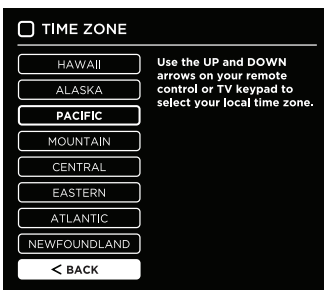 TIME ZONE
HAWAII
ALASKA
PACIFIC
MOUNTAIN
CENTRAL
EASTERN
ATLANTIC
NEWFOUNDLAND
< BACK
Use the UP and DOWN
arrows on your remote
control or TV keypad to
select your local time zone.